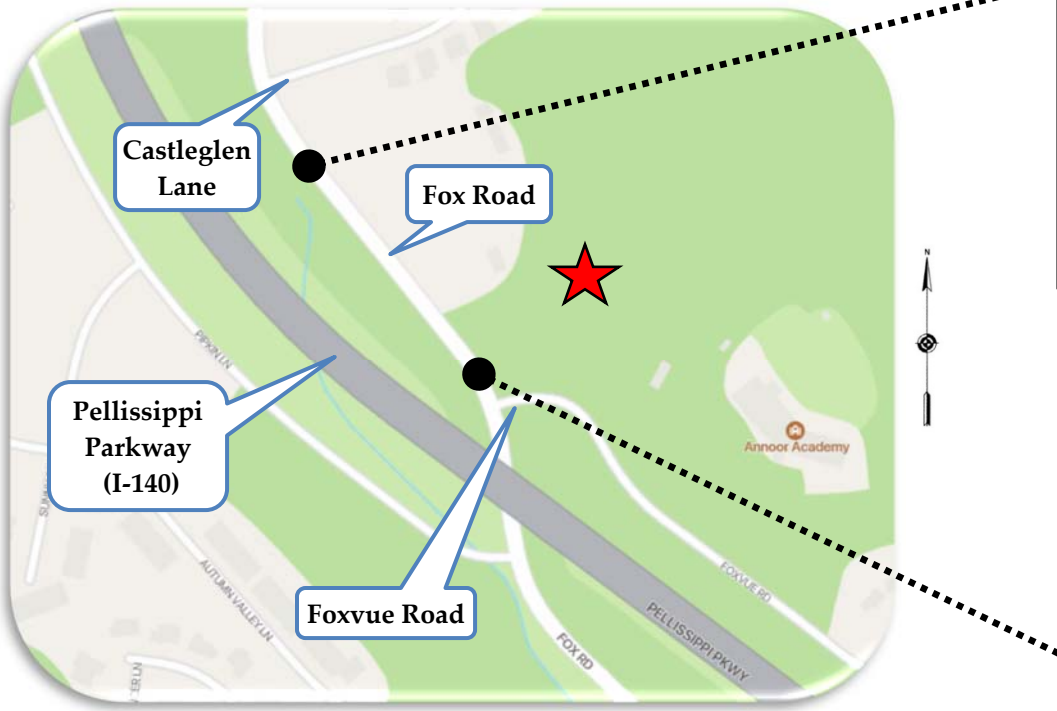 Castleglen
Lane
Fox Road
N
PIPKIN LN
Pellissippi
Parkway
(I-140)
Annoor Academy
AUTUMN VALLEY LN
Foxvue Road
FOXVUE RD
PELLISSIPPI PKWY
FOX RD